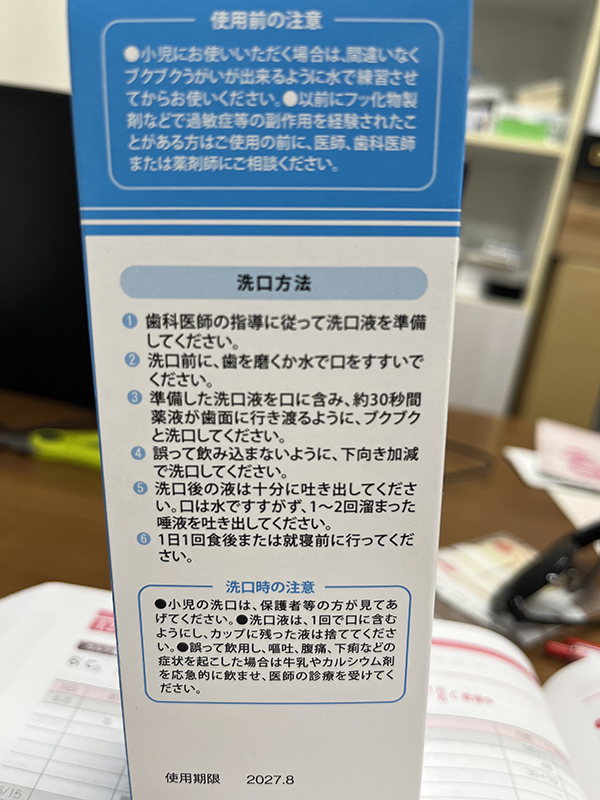 使用前の注意
●小児にお使いいただく場合は、間違いなく
ブクブクうがいが出来るように水で練習させ
てからお使いください。●以前にフッ化物製
剤などで過敏症等の副作用を経験されたこ
とがある方はご使用の前に、医師、歯科医師
または薬剤師にご相談ください。
洗口方法
1 歯科医師の指導に従って洗口液を準備
してください。
2 洗口前に、歯を磨くか水で口をすすいで
ください。
3 準備した洗口液を口に含み、約30秒間
薬液が歯面に行き渡るように、ブクブク
と洗口してください。
4 誤って飲み込まないように、下向き加減
で洗口してください。
5 洗口後の液は十分に吐き出してくださ
い。口は水ですすがず、1〜2回溜まった
唾液を吐き出してください。
6 1日1回食後または就寝前に行ってくだ
さい。
洗口時の注意
●小児の洗口は、保護者等の方が見てあ
げてください。●洗口液は、1回で口に含む
ようにし、カップに残った液は捨ててくださ
い。●誤って飲用し、嘔吐、腹痛、下痢などの
症状を起こした場合は牛乳やカルシウム剤
を応急的に飲ませ、医師の診療を受けてく
ださい。
使用期限 2027.8